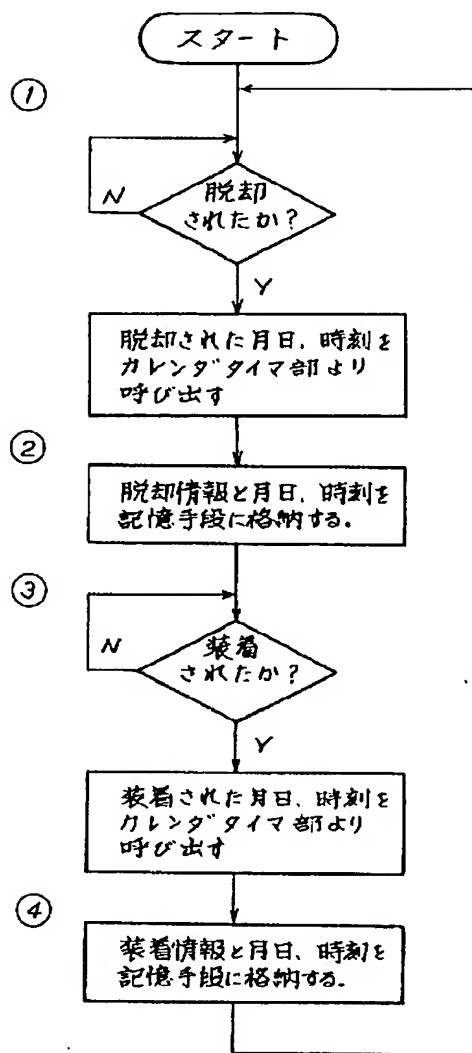 スタート
①
脱却
されたか?
N
Y
脱却された月日、時刻を
カレンダタイマ部より
呼び出す
②
脱却情報と月日、時刻を
記憶手段に格納する。
③
装着
されたか?
N
Y
装着された月日、時刻を
カレンダタイマ部より
呼び出す
④
装着情報と月日、時刻を
記憶手段に格納する。